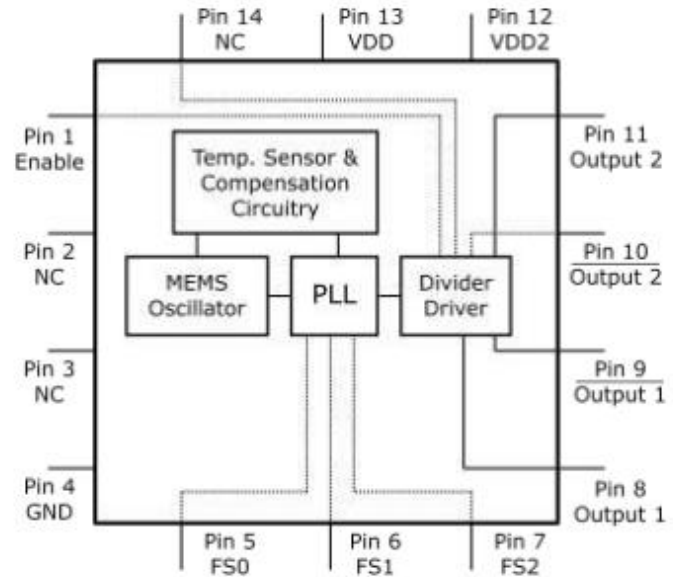 Pin 14
NC
Pin 13
VDD
Pin 12
VDD2
Pin 1
Enable
Pin 11
Output 2
Temp. Sensor &
Compensation
Circuitry
Pin 2
NC
Pin 10
Output 2
MEMS
Oscillator
PLL
Divider
Driver
Pin 3
NC
Pin 9
Output 1
Pin 4
GND
Pin 8
Output 1
Pin 5
FS0
Pin 6
FS1
Pin 7
FS2